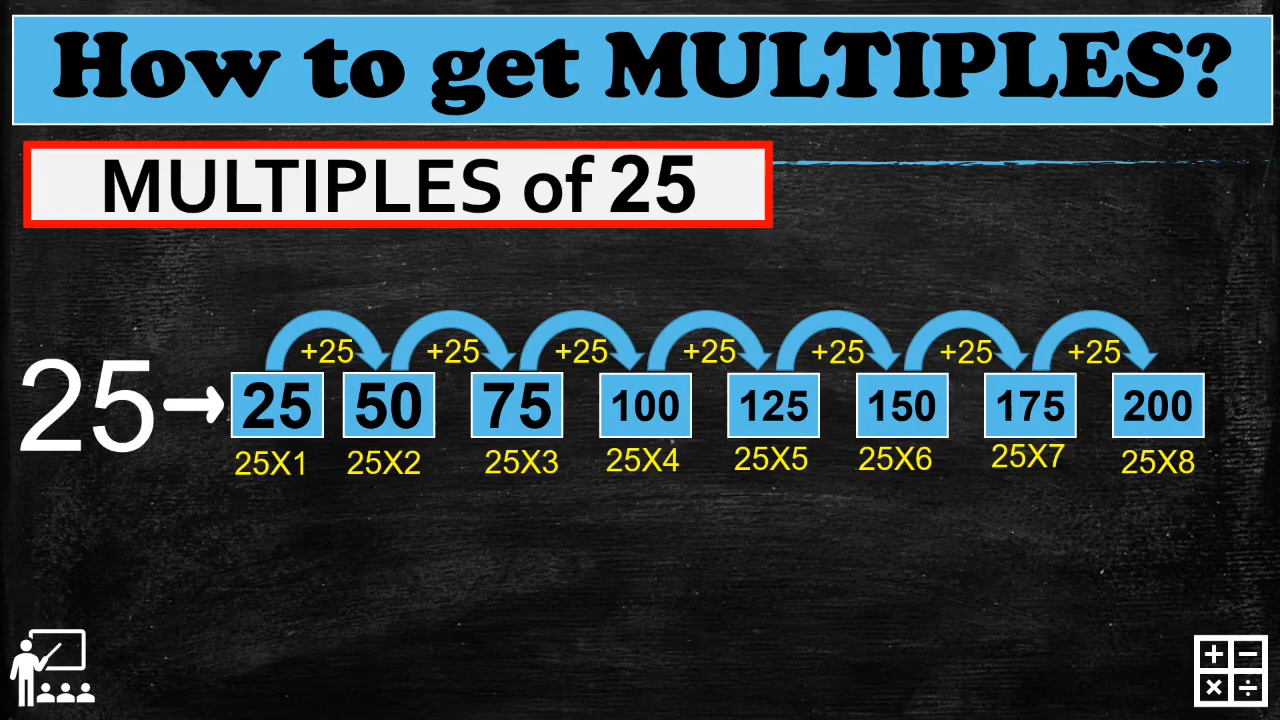 How to get MULTIPLES?
MULTIPLES of 25
+25 +25 +25 +25 +25 +25 +25
25 → 25 50 75 100 125 150 175 200
25X1 25X2 25X3 25X4 25X5 25X6 25X7 25X8
+ −
× ÷